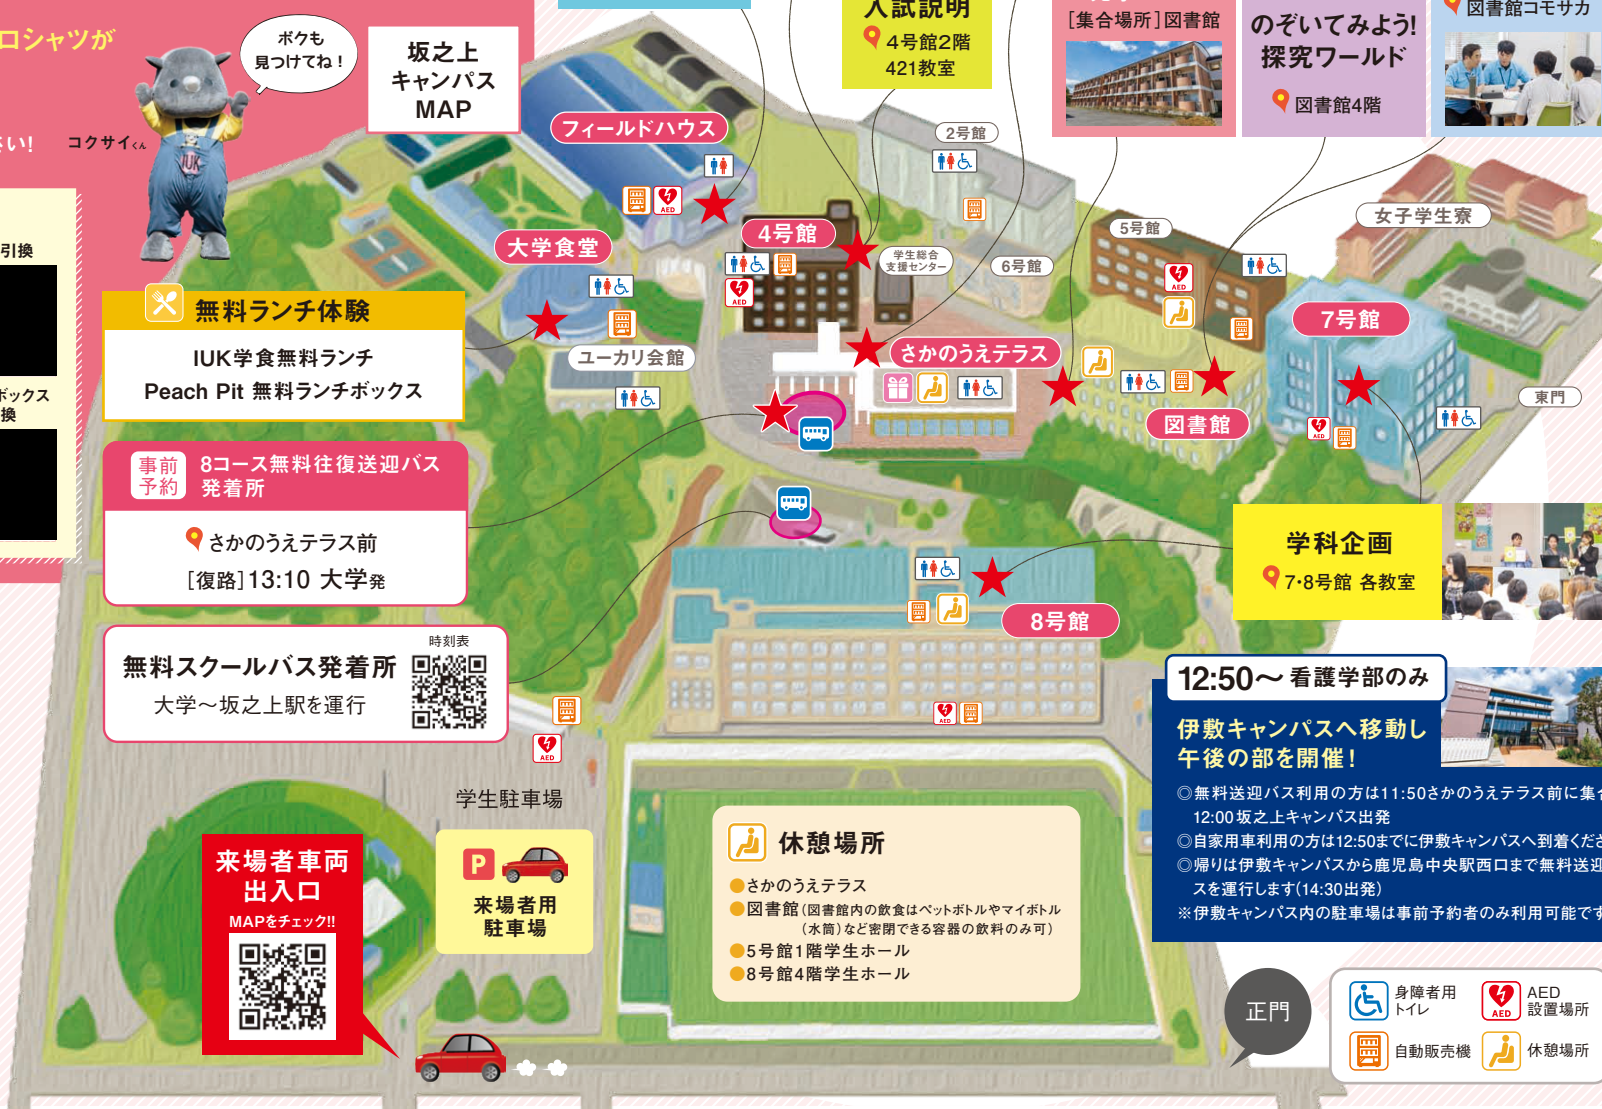 ロシャツが
さい!
コクサイくん
ボクも
見つけてね!
IUK
坂之上
キャンパス
MAP
入試説明
4号館2階
421教室
[集合場所]図書館
のぞいてみよう!
探究ワールド
図書館4階
図書館コモサカ
引換
ボックス
換
フィールドハウス
2号館
大学食堂
4号館
学生総合
支援センター
6号館
5号館
女子学生寮
7号館
ユーカリ会館
さかのうえテラス
図書館
東門
AED
AED
AED
AED
無料ランチ体験
IUK学食無料ランチ
Peach Pit 無料ランチボックス
事前
予約
8コース無料往復送迎バス
発着所
さかのうえテラス前
[復路]13:10 大学発
無料スクールバス発着所
大学〜坂之上駅を運行
時刻表
8号館
AED
AED
学科企画
7・8号館 各教室
12:50〜 看護学部のみ
伊敷キャンパスへ移動し
午後の部を開催!
◎無料送迎バス利用の方は11:50さかのうえテラス前に集合
12:00坂之上キャンパス出発
◎自家用車利用の方は12:50までに伊敷キャンパスへ到着くださ
◎帰りは伊敷キャンパスから鹿児島中央駅西口まで無料送迎
スを運行します(14:30出発)
※伊敷キャンパス内の駐車場は事前予約者のみ利用可能です
学生駐車場
P
来場者用
駐車場
来場者車両
出入口
MAPをチェック!!
休憩場所
●さかのうえテラス
●図書館(図書館内の飲食はペットボトルやマイボトル
(水筒)など密閉できる容器の飲料のみ可)
●5号館1階学生ホール
●8号館4階学生ホール
正門
身障者用
トイレ
AED
AED
設置場所
自動販売機
休憩場所